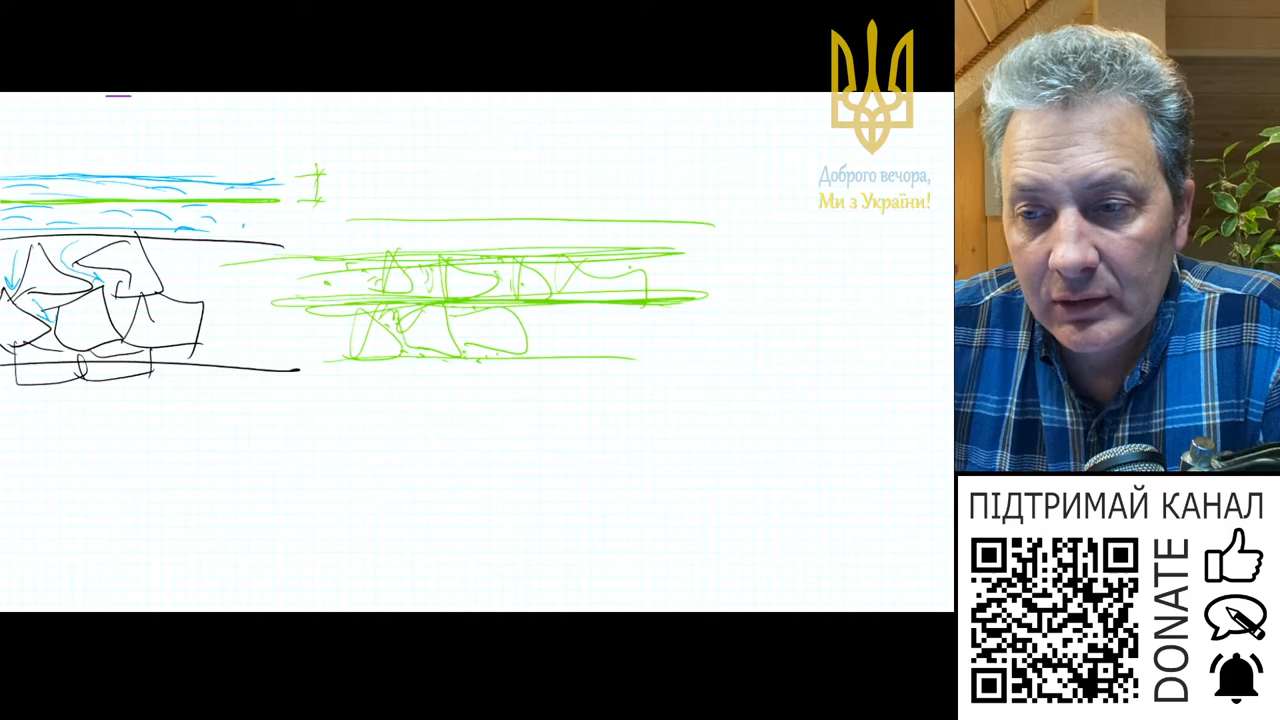 Доброго вечора,
Ми з України!
ПІДТРИМАЙ КАНАЛ
DONATE